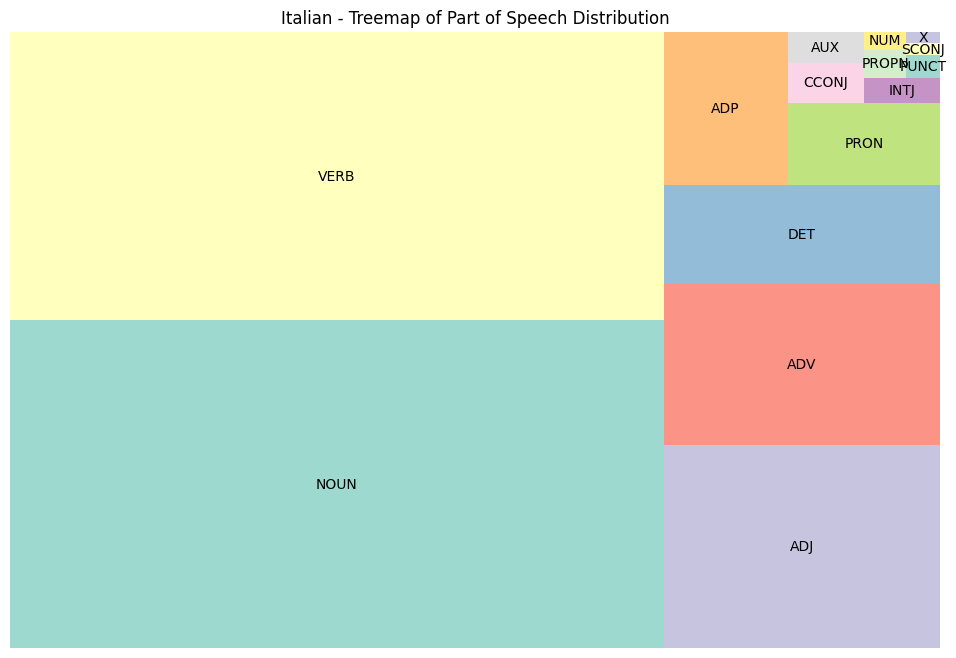 Italian - Treemap of Part of Speech Distribution
VERB
NOUN
ADP
AUX
CCONJ
NUM
X
SCONJ
PROPN
PUNCT
INTJ
PRON
DET
ADV
ADJ